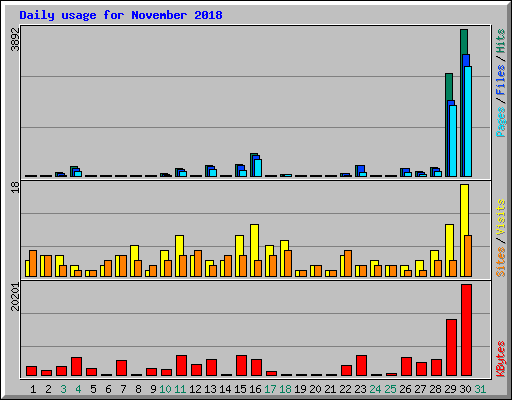 Daily usage for November 2018
3892
Pages / Files / Hits
18
Sites / Visits
20201
KBytes
1 2 3 4 5 6 7 8 9 10 11 12 13 14 15 16 17 18 19 20 21 22 23 24 25 26 27 28 29 30 31